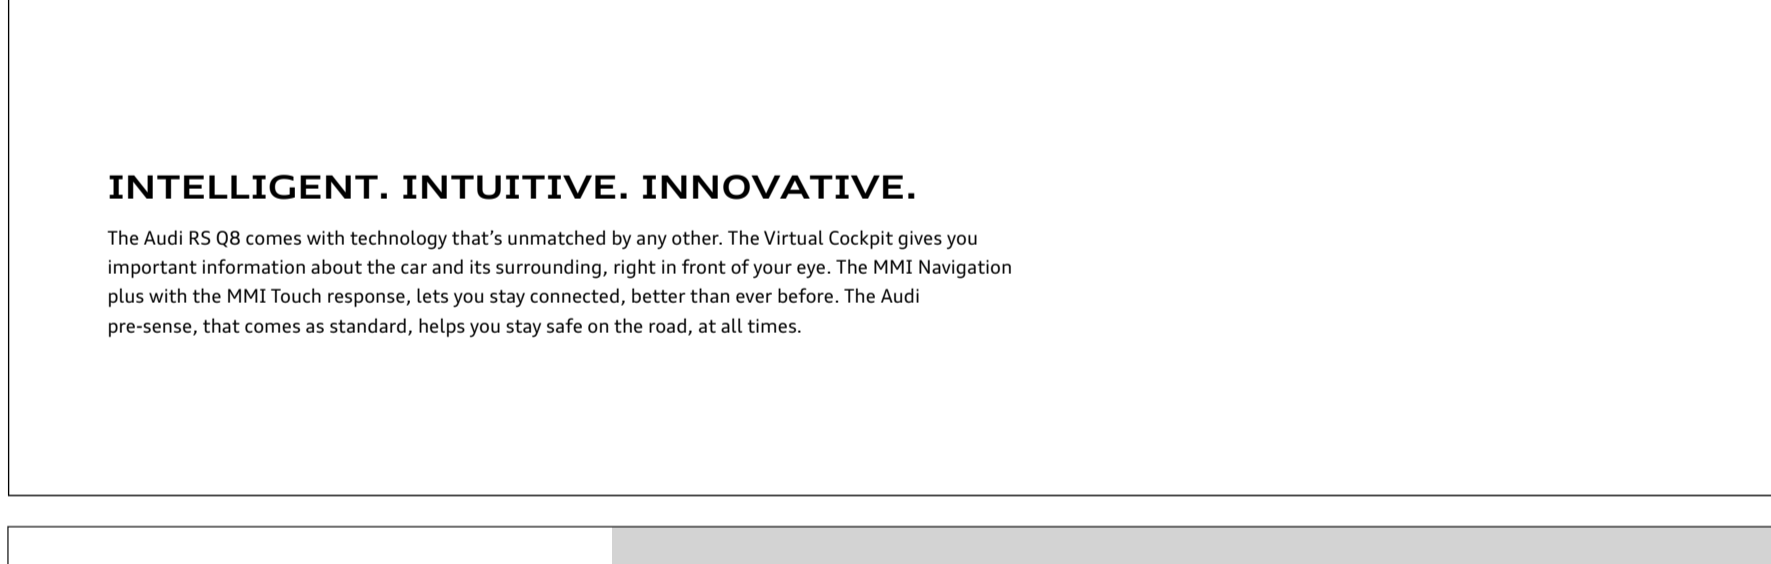 INTELLIGENT. INTUITIVE. INNOVATIVE.
The Audi RS Q8 comes with technology that’s unmatched by any other. The Virtual Cockpit gives you
important information about the car and its surrounding, right in front of your eye. The MMI Navigation
plus with the MMI Touch response, lets you stay connected, better than ever before. The Audi
pre-sense, that comes as standard, helps you stay safe on the road, at all times.